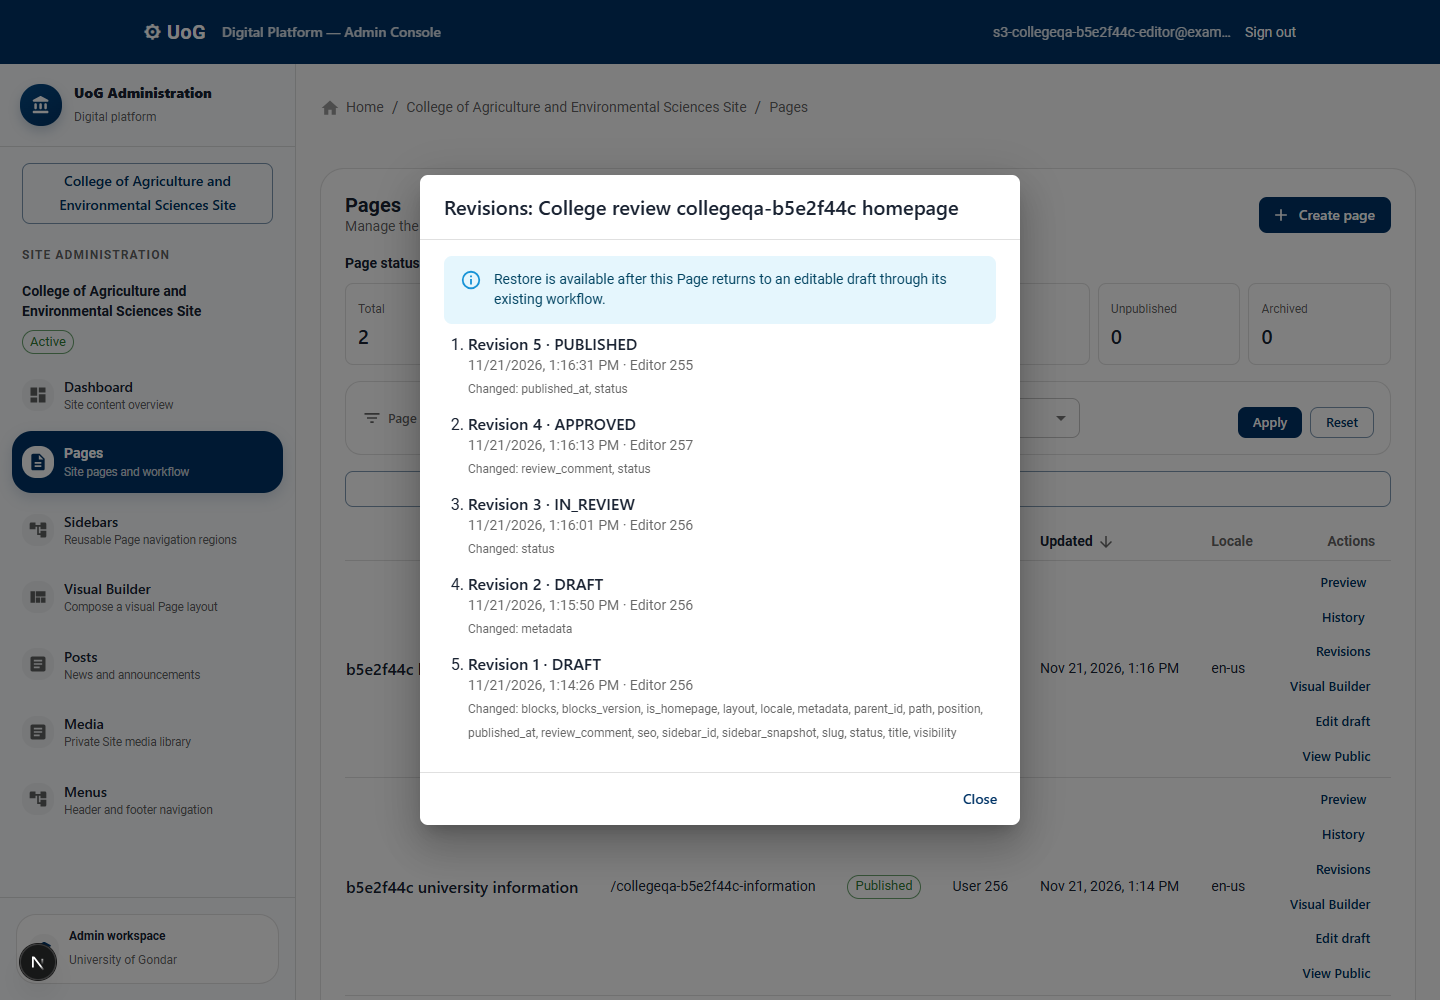 UoG
Digital Platform — Admin Console
s3-collegeqa-b5e2f44c-editor@exam...
Sign out
UoG Administration
Digital platform
College of Agriculture and
Environmental Sciences Site
SITE ADMINISTRATION
College of Agriculture and
Environmental Sciences Site
Active
Dashboard
Site content overview
Pages
Site pages and workflow
Sidebars
Reusable Page navigation regions
Visual Builder
Compose a visual Page layout
Posts
News and announcements
Media
Private Site media library
Menus
Header and footer navigation
Admin workspace
University of Gondar
N
Home / College of Agriculture and Environmental Sciences Site / Pages
Pages
Manage the
Create page
Page status
Total
2
Unpublished
0
Archived
0
Page
Apply
Reset
Updated
Locale
Actions
b5e2f44c
Nov 21, 2026, 1:16 PM
en-us
Preview
History
Revisions
Visual Builder
Edit draft
View Public
b5e2f44c university information
/collegeqa-b5e2f44c-information
Published
User 256
Nov 21, 2026, 1:14 PM
en-us
Preview
History
Revisions
Visual Builder
Edit draft
View Public
Revisions: College review collegeqa-b5e2f44c homepage
Restore is available after this Page returns to an editable draft through its
existing workflow.
1. Revision 5 · PUBLISHED
11/21/2026, 1:16:31 PM · Editor 255
Changed: published_at, status
2. Revision 4 · APPROVED
11/21/2026, 1:16:13 PM · Editor 257
Changed: review_comment, status
3. Revision 3 · IN_REVIEW
11/21/2026, 1:16:01 PM · Editor 256
Changed: status
4. Revision 2 · DRAFT
11/21/2026, 1:15:50 PM · Editor 256
Changed: metadata
5. Revision 1 · DRAFT
11/21/2026, 1:14:26 PM · Editor 256
Changed: blocks, blocks_version, is_homepage, layout, locale, metadata, parent_id, path, position,
published_at, review_comment, seo, sidebar_id, sidebar_snapshot, slug, status, title, visibility
Close